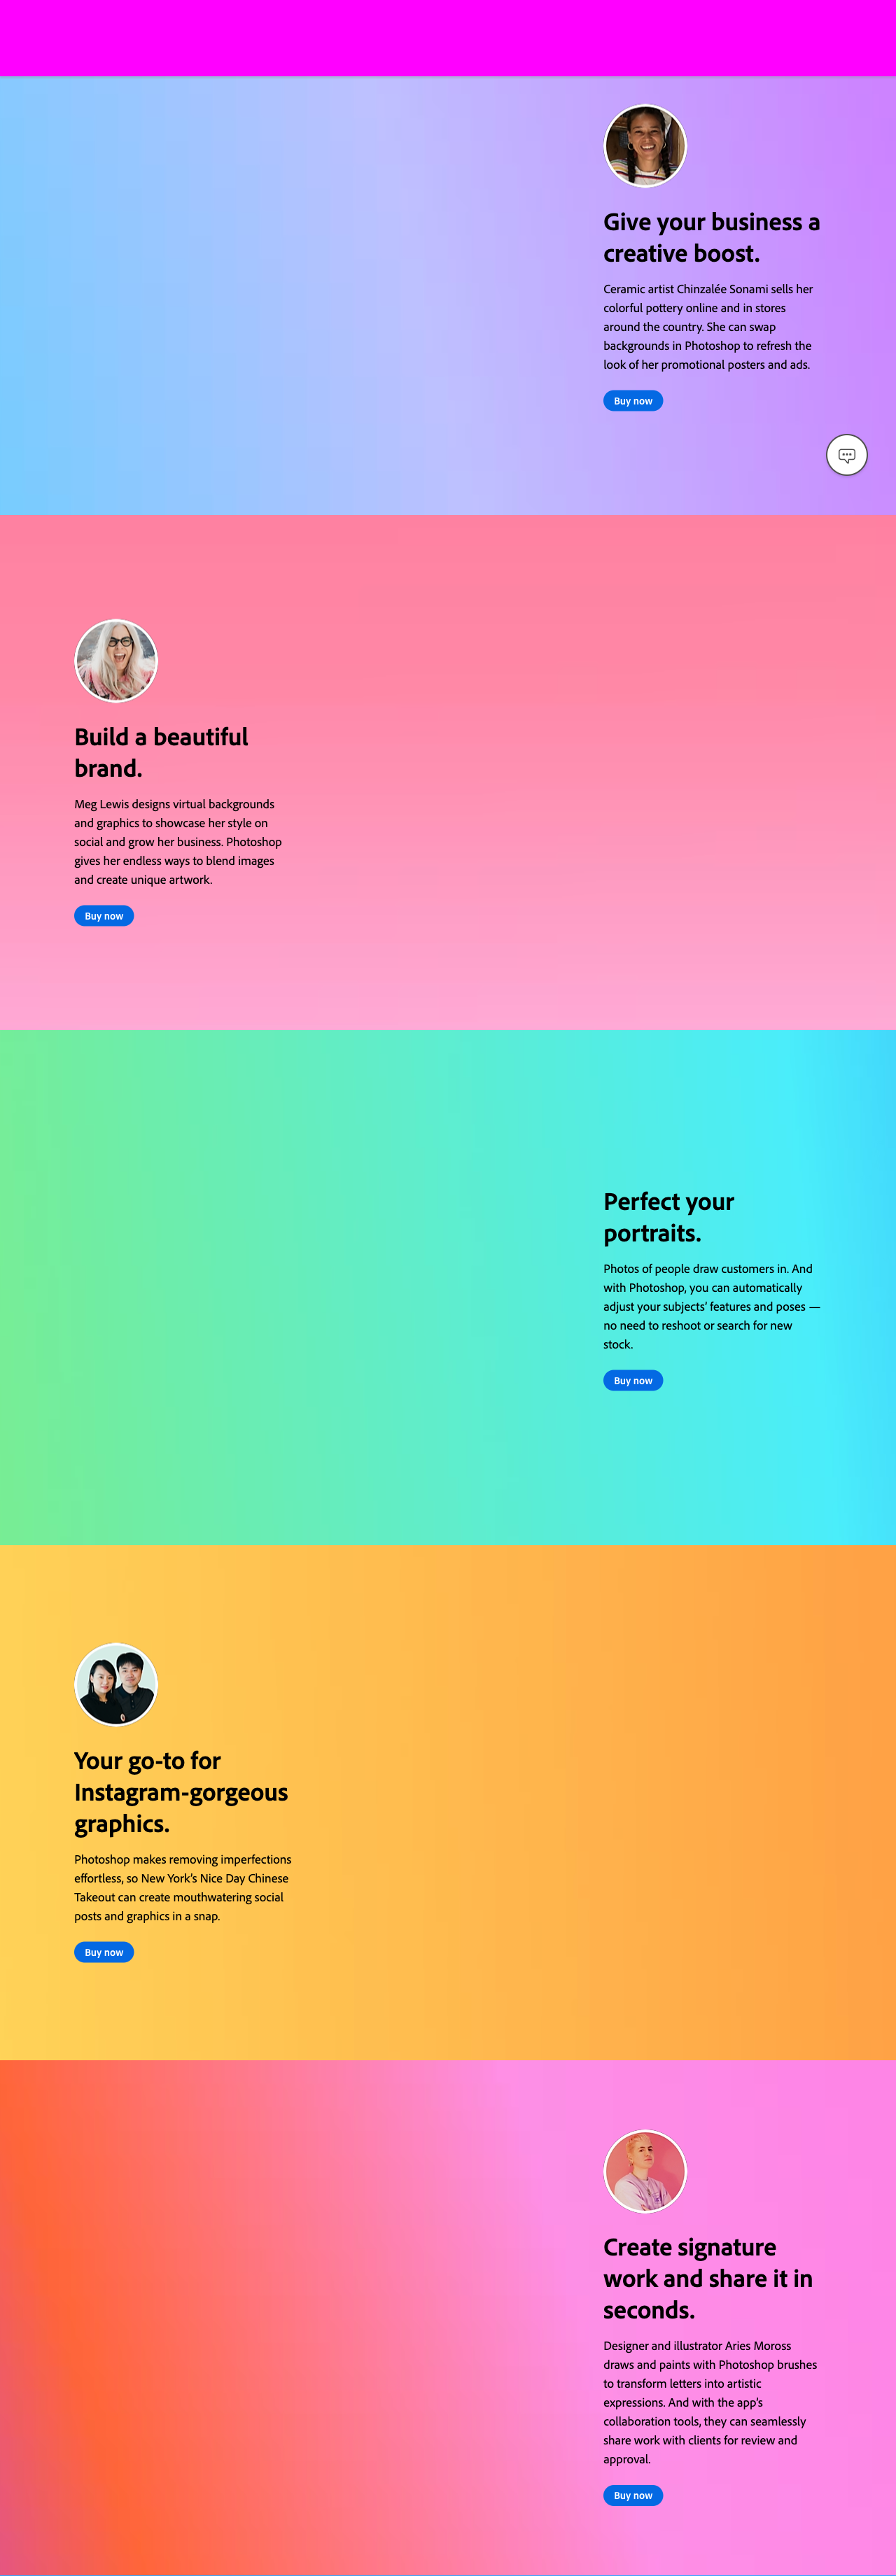 Give your business a
creative boost.
Ceramic artist Chinzalée Sonami sells her
colorful pottery online and in stores
around the country. She can swap
backgrounds in Photoshop to refresh the
look of her promotional posters and ads.
Buy now
Build a beautiful
brand.
Meg Lewis designs virtual backgrounds
and graphics to showcase her style on
social and grow her business. Photoshop
gives her endless ways to blend images
and create unique artwork.
Buy now
Perfect your
portraits.
Photos of people draw customers in. And
with Photoshop, you can automatically
adjust your subjects’ features and poses —
no need to reshoot or search for new
stock.
Buy now
Your go-to for
Instagram-gorgeous
graphics.
Photoshop makes removing imperfections
effortless, so New York’s Nice Day Chinese
Takeout can create mouthwatering social
posts and graphics in a snap.
Buy now
Create signature
work and share it in
seconds.
Designer and illustrator Aries Moross
draws and paints with Photoshop brushes
to transform letters into artistic
expressions. And with the app’s
collaboration tools, they can seamlessly
share work with clients for review and
approval.
Buy now